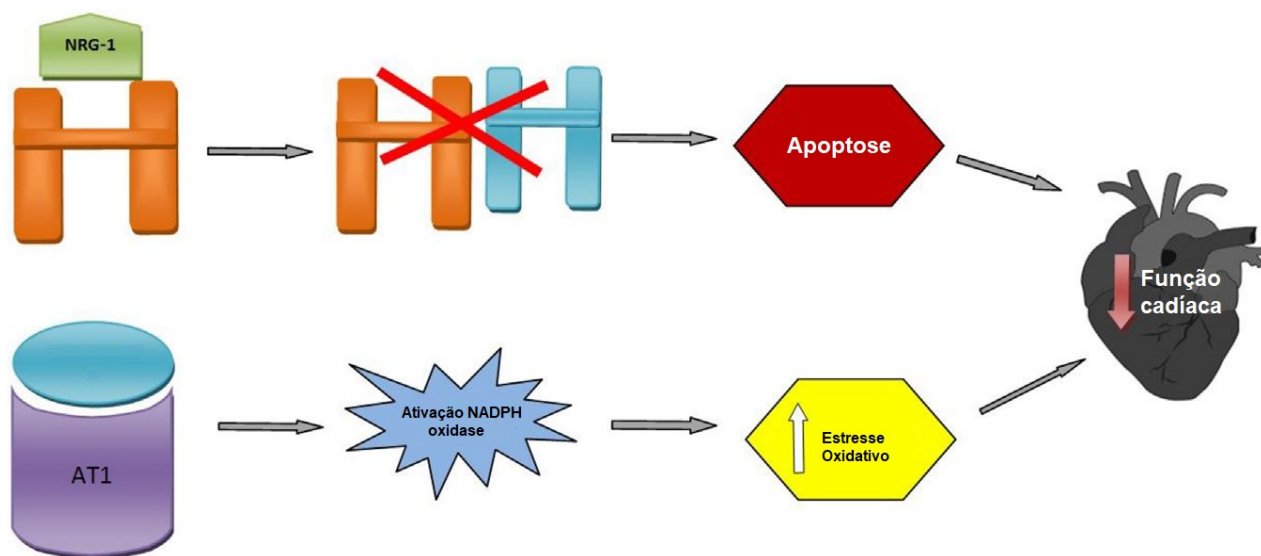 NRG-1
Apoptose
Função
cadíaca
AT1
Ativação NADPH
oxidase
Estresse
Oxidativo